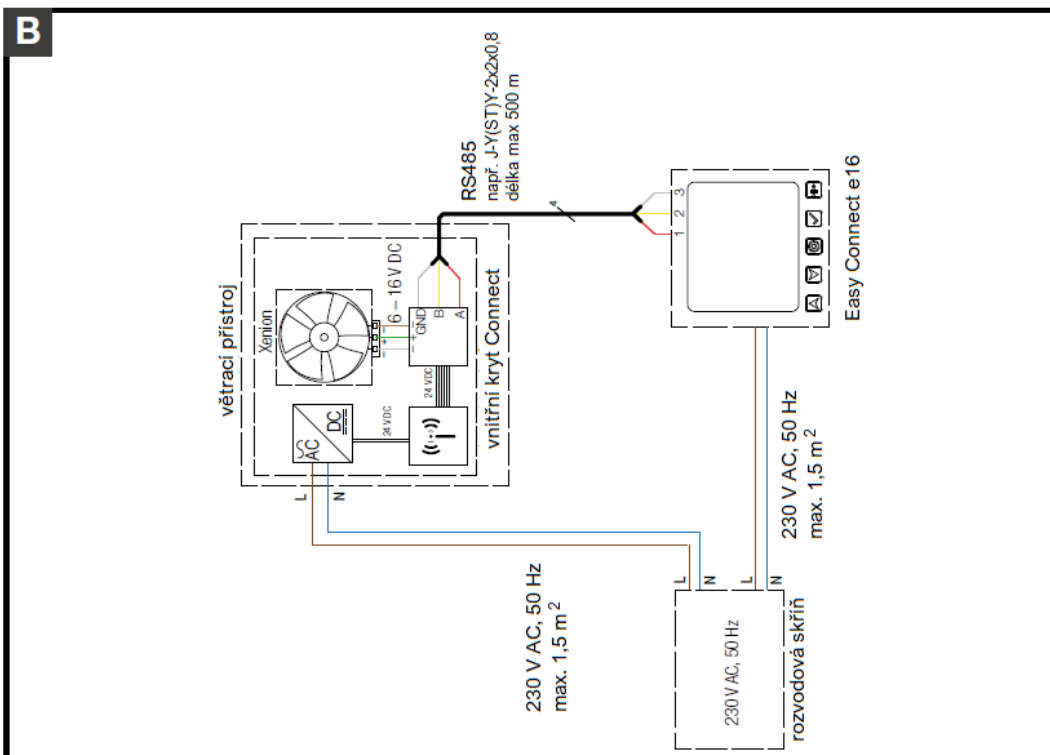 B
větrací přístroj
Xenion
6 – 16 V DC
– + –
– +
GND
B
A
24 VDC
24 VDC
AC
DC
vnitřní kryt Connect
L
N
RS485
např. J-Y(ST)Y-2x2x0,8
délka max 500 m
4
1
2
3
Easy Connect e16
230 V AC, 50 Hz
max. 1,5 m²
230 V AC, 50 Hz
max. 1,5 m²
L
N
L
N
230 V AC, 50 Hz
rozvodová skříň